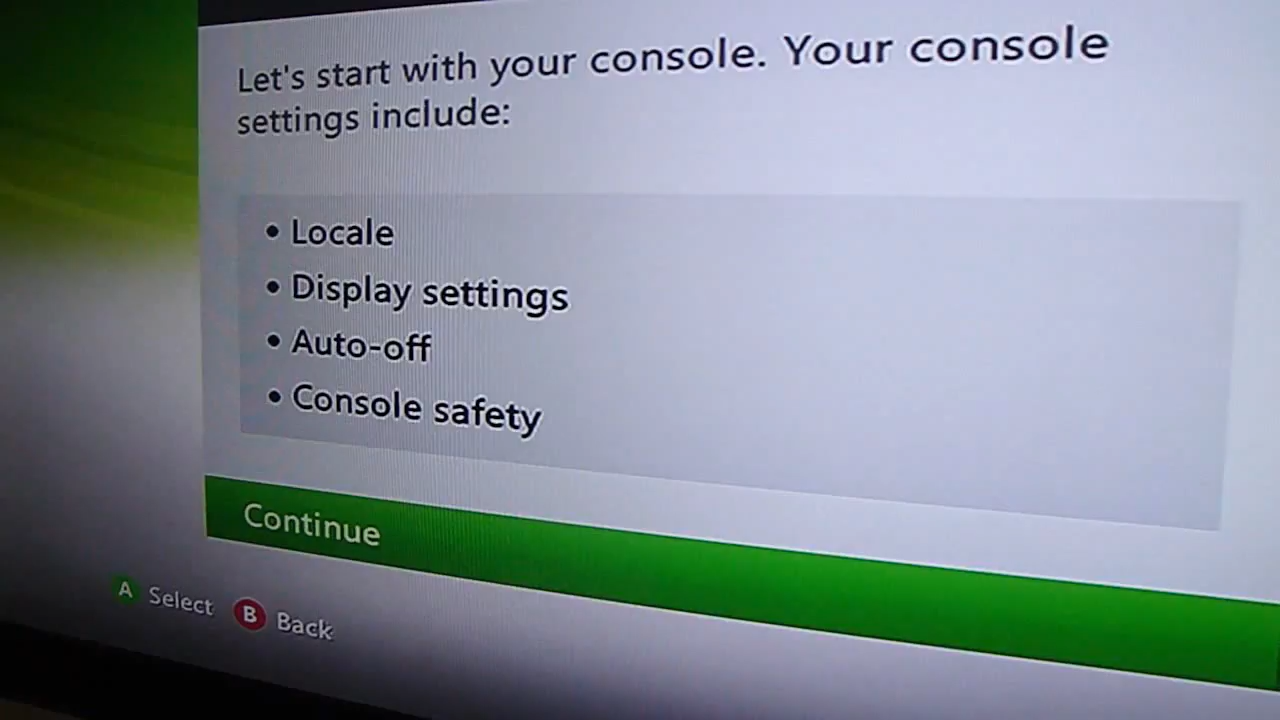 Let's start with your console. Your console
settings include:
• Locale
• Display settings
• Auto-off
• Console safety
Continue
A Select B Back